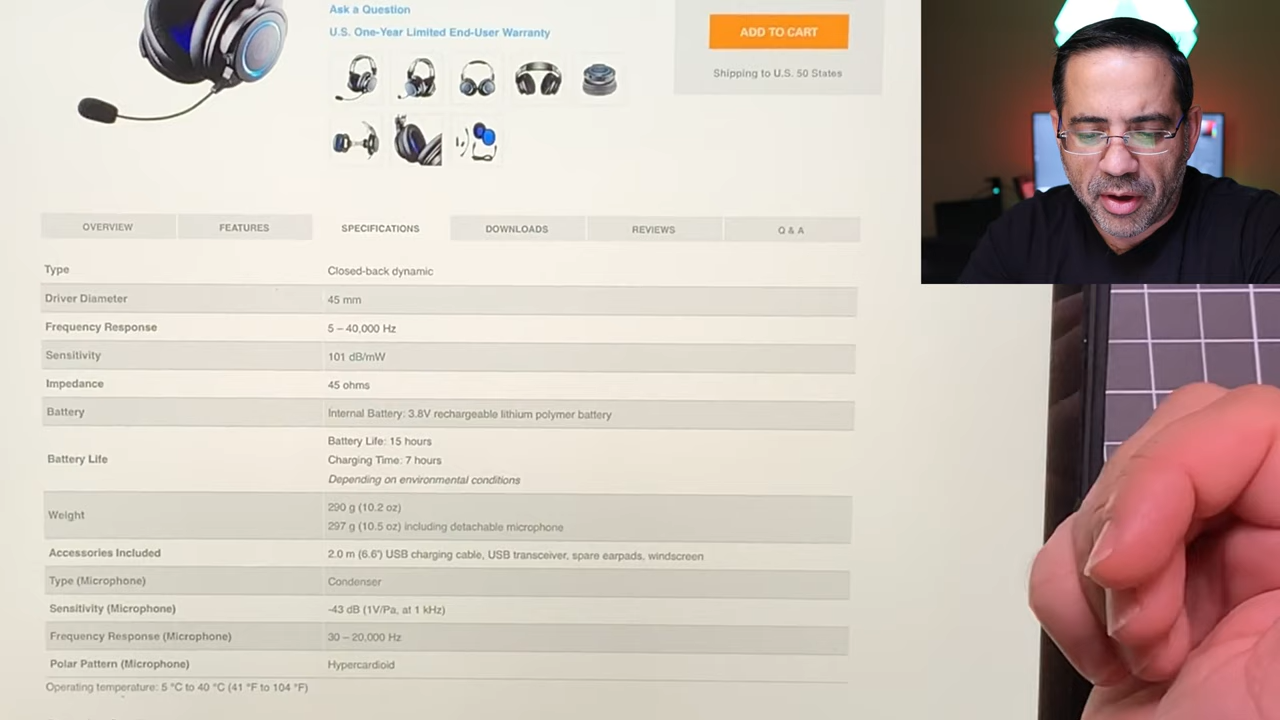 Ask a Question
U.S. One-Year Limited End-User Warranty
ADD TO CART
Shipping to U.S. 50 States
OVERVIEW FEATURES SPECIFICATIONS DOWNLOADS REVIEWS Q & A
Type Closed-back dynamic
Driver Diameter 45 mm
Frequency Response 5 – 40,000 Hz
Sensitivity 101 dB/mW
Impedance 45 ohms
Battery Internal Battery: 3.8V rechargeable lithium polymer battery
Battery Life Battery Life: 15 hours
Charging Time: 7 hours
Depending on environmental conditions
Weight 290 g (10.2 oz)
297 g (10.5 oz) including detachable microphone
Accessories Included 2.0 m (6.6') USB charging cable, USB transceiver, spare earpads, windscreen
Type (Microphone) Condenser
Sensitivity (Microphone) -43 dB (1V/Pa, at 1 kHz)
Frequency Response (Microphone) 30 – 20,000 Hz
Polar Pattern (Microphone) Hypercardioid
Operating temperature: 5 °C to 40 °C (41 °F to 104 °F)